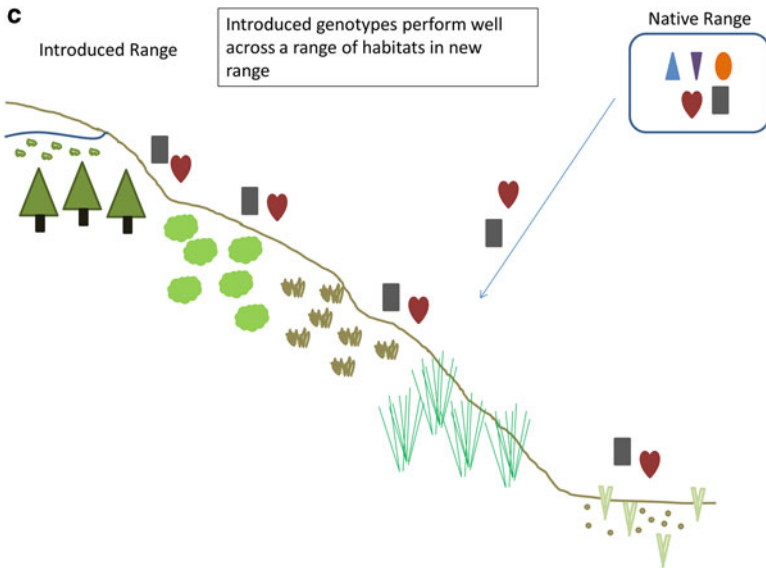 c
Introduced Range
Introduced genotypes perform well
across a range of habitats in new
range
Native Range